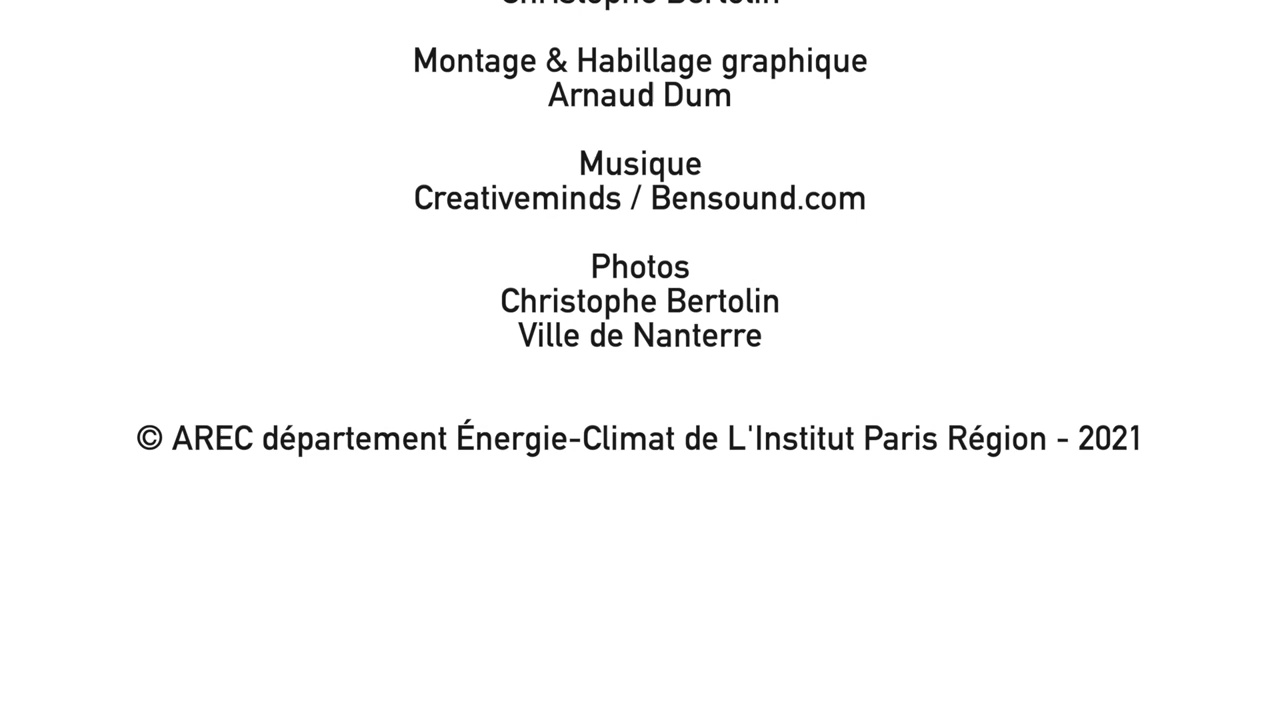 Christophe Bertolin
Montage & Habillage graphique
Arnaud Dum
Musique
Creativeminds / Bensound.com
Photos
Christophe Bertolin
Ville de Nanterre
© AREC département Énergie-Climat de L'Institut Paris Région - 2021